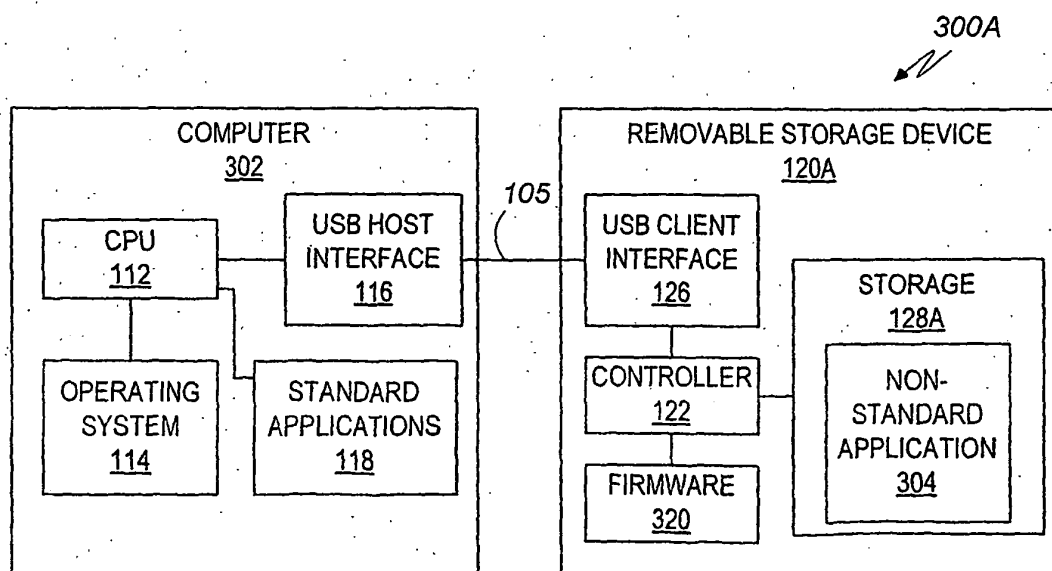 300A
COMPUTER
302
REMOVABLE STORAGE DEVICE
120A
105
CPU
112
USB HOST
INTERFACE
116
USB CLIENT
INTERFACE
126
STORAGE
128A
OPERATING
SYSTEM
114
STANDARD
APPLICATIONS
118
CONTROLLER
122
NON-
STANDARD
APPLICATION
304
FIRMWARE
320